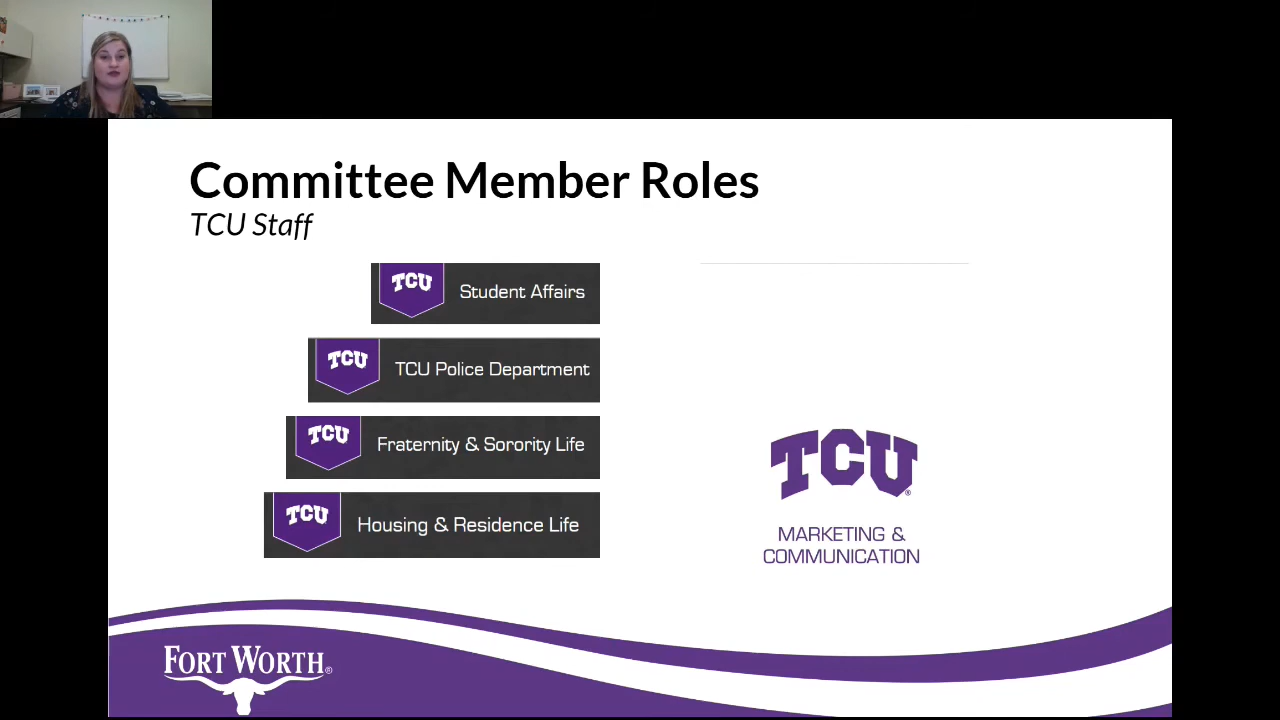 Committee Member Roles
TCU Staff
TCU Student Affairs
TCU TCU Police Department
TCU Fraternity & Sorority Life
TCU Housing & Residence Life
TCU®
MARKETING &
COMMUNICATION
FORT WORTH®